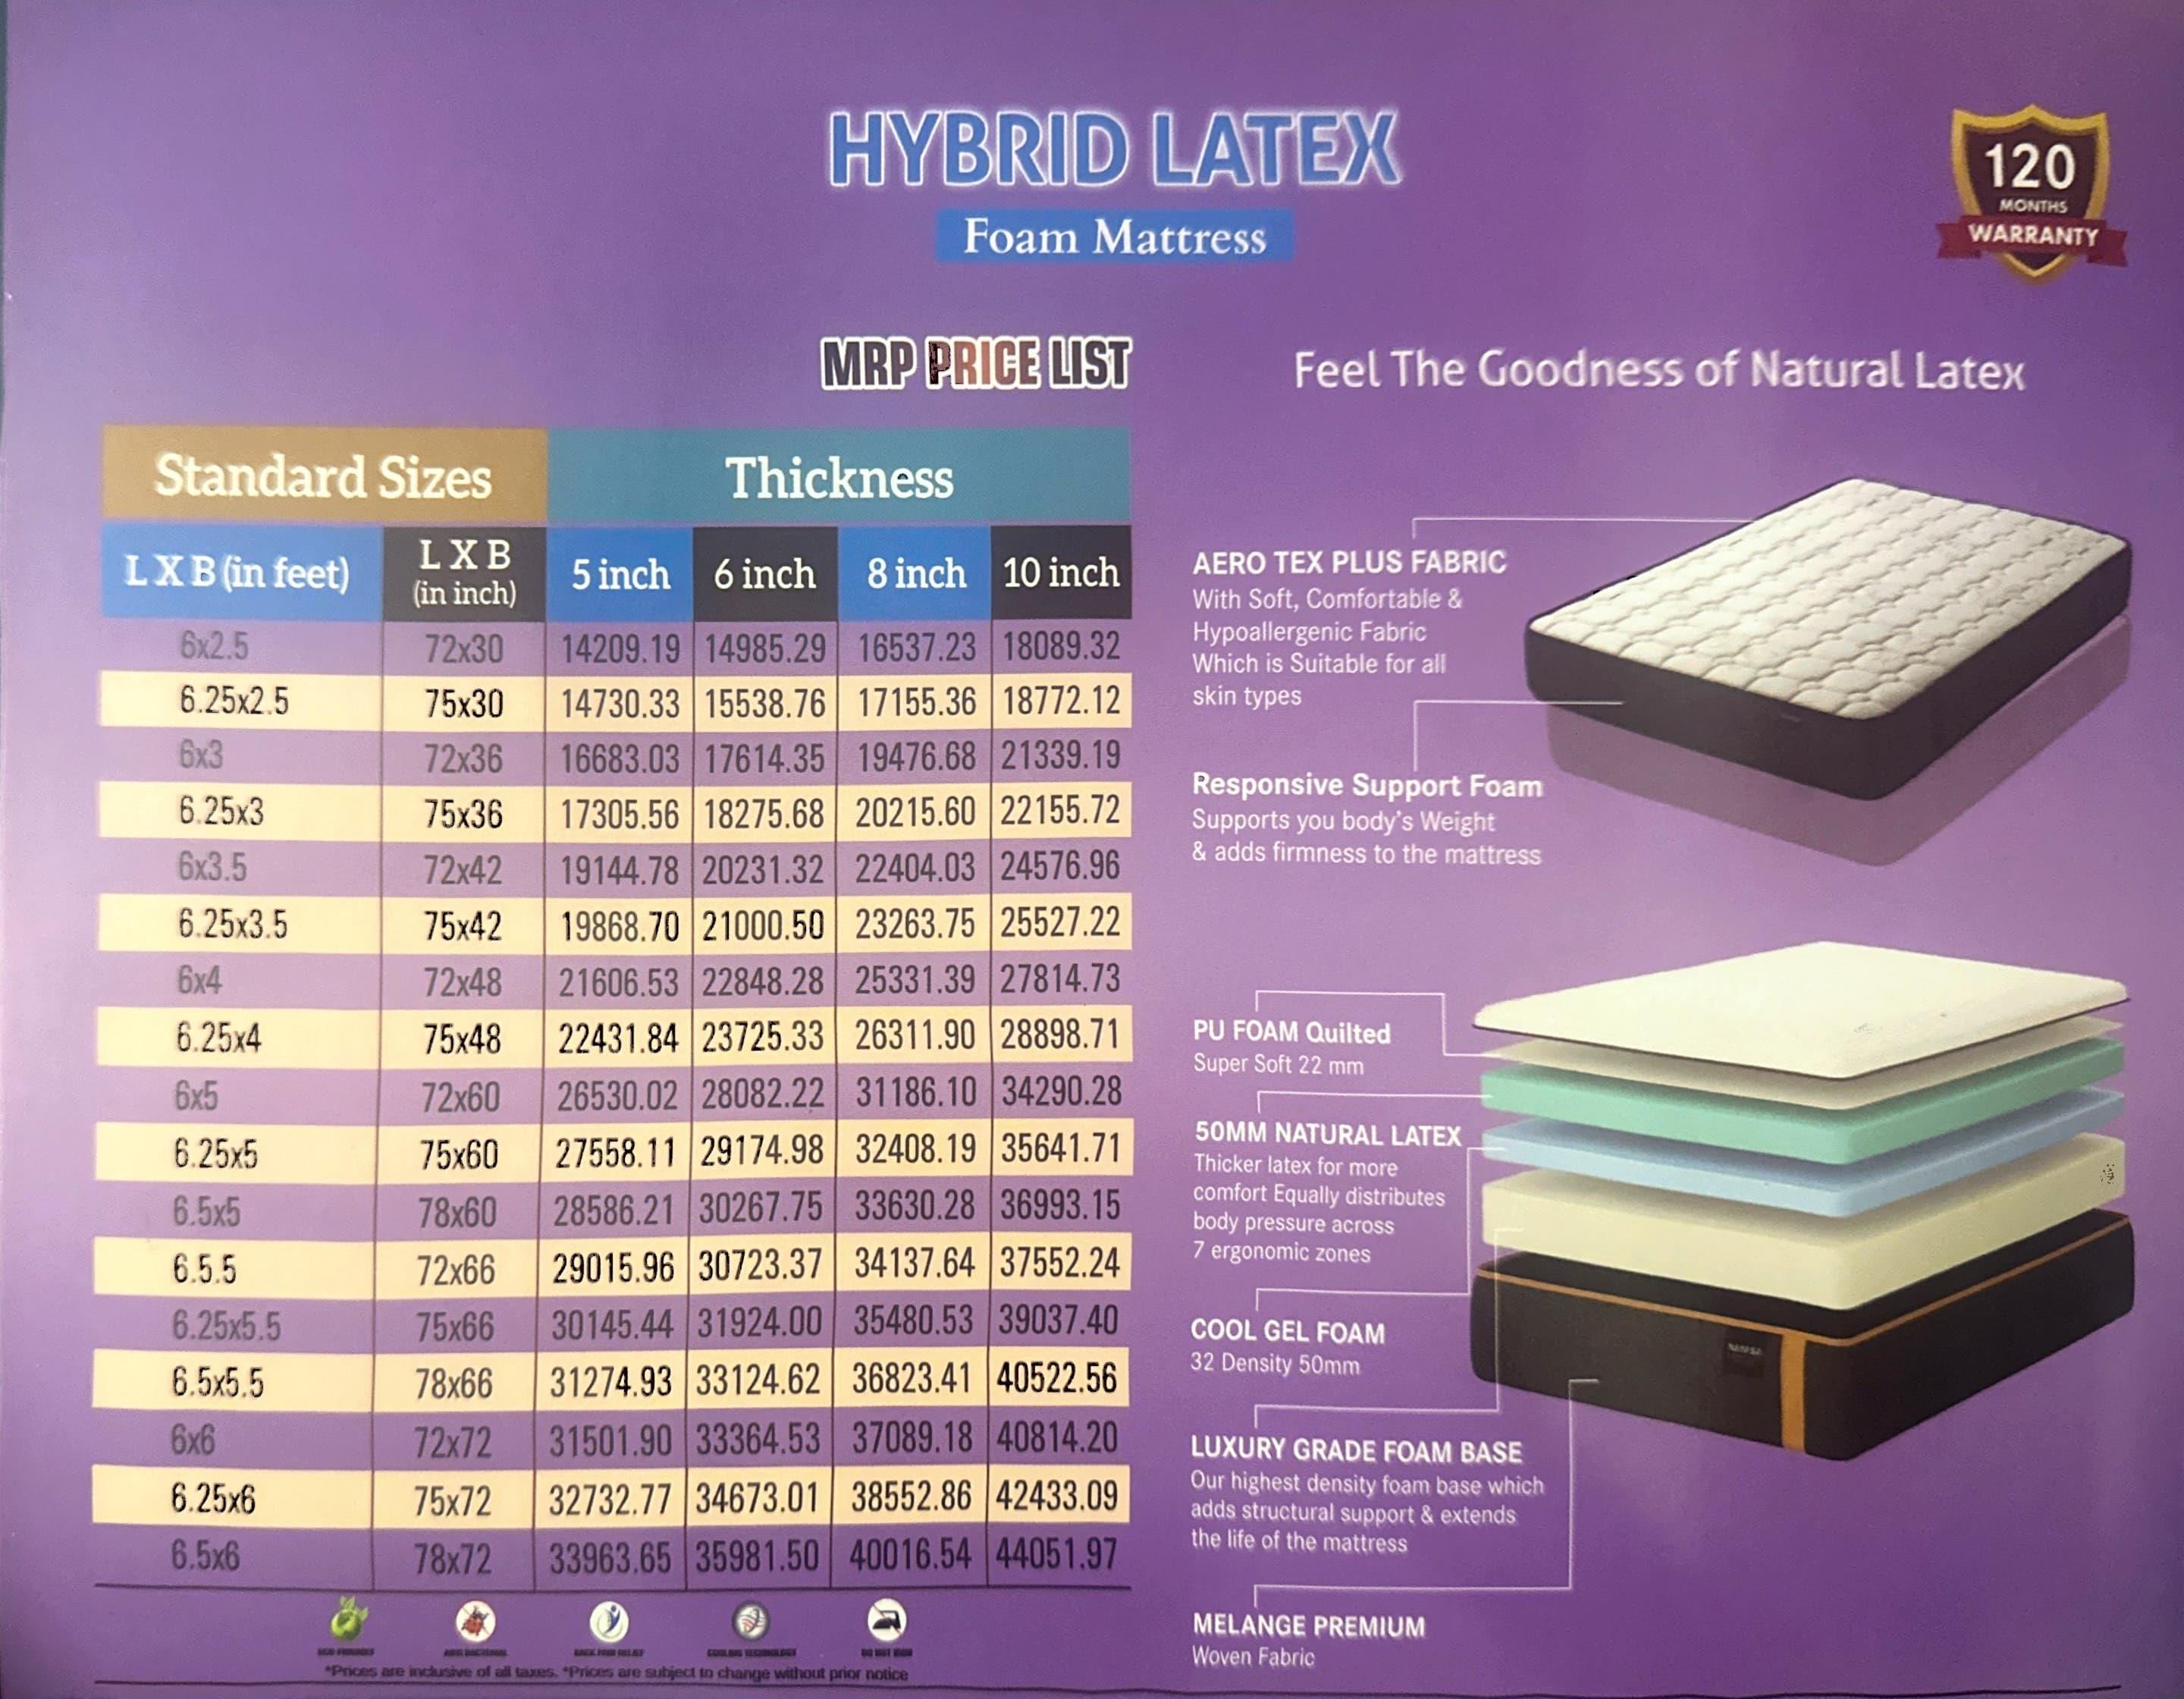 HYBRID LATEX
Foam Mattress
120
MONTHS
WARRANTY
MRP PRICE LIST
Standard Sizes Thickness
L X B (in feet) L X B (in inch) 5 inch 6 inch 8 inch 10 inch
6x2.5 72x30 14209.19 14985.29 16537.23 18089.32
6.25x2.5 75x30 14730.33 15538.76 17155.36 18772.12
6x3 72x36 16683.03 17614.35 19476.68 21339.19
6.25x3 75x36 17305.56 18275.68 20215.60 22155.72
6x3.5 72x42 19144.78 20231.32 22404.03 24576.96
6.25x3.5 75x42 19868.70 21000.50 23263.75 25527.22
6x4 72x48 21606.53 22848.28 25331.39 27814.73
6.25x4 75x48 22431.84 23725.33 26311.90 28898.71
6x5 72x60 26530.02 28082.22 31186.10 34290.28
6.25x5 75x60 27558.11 29174.98 32408.19 35641.71
6.5x5 78x60 28586.21 30267.75 33630.28 36993.15
6.5.5 72x66 29015.96 30723.37 34137.64 37552.24
6.25x5.5 75x66 30145.44 31924.00 35480.53 39037.40
6.5x5.5 78x66 31274.93 33124.62 36823.41 40522.56
6x6 72x72 31501.90 33364.53 37089.18 40814.20
6.25x6 75x72 32732.77 34673.01 38552.86 42433.09
6.5x6 78x72 33963.65 35981.50 40016.54 44051.97
ECO FRIENDLY
BACK PAIN RELIEF
COOLING TECHNOLOGY
DO NOT IRON
*Prices are inclusive of all taxes. *Prices are subject to change without prior notice
Feel The Goodness of Natural Latex
AERO TEX PLUS FABRIC
With Soft, Comfortable &
Hypoallergenic Fabric
Which is Suitable for all
skin types
Responsive Support Foam
Supports you body's Weight
& adds firmness to the mattress
PU FOAM Quilted
Super Soft 22 mm
50MM NATURAL LATEX
Thicker latex for more
comfort Equally distributes
body pressure across
7 ergonomic zones
COOL GEL FOAM
32 Density 50mm
LUXURY GRADE FOAM BASE
Our highest density foam base which
adds structural support & extends
the life of the mattress
MELANGE PREMIUM
Woven Fabric